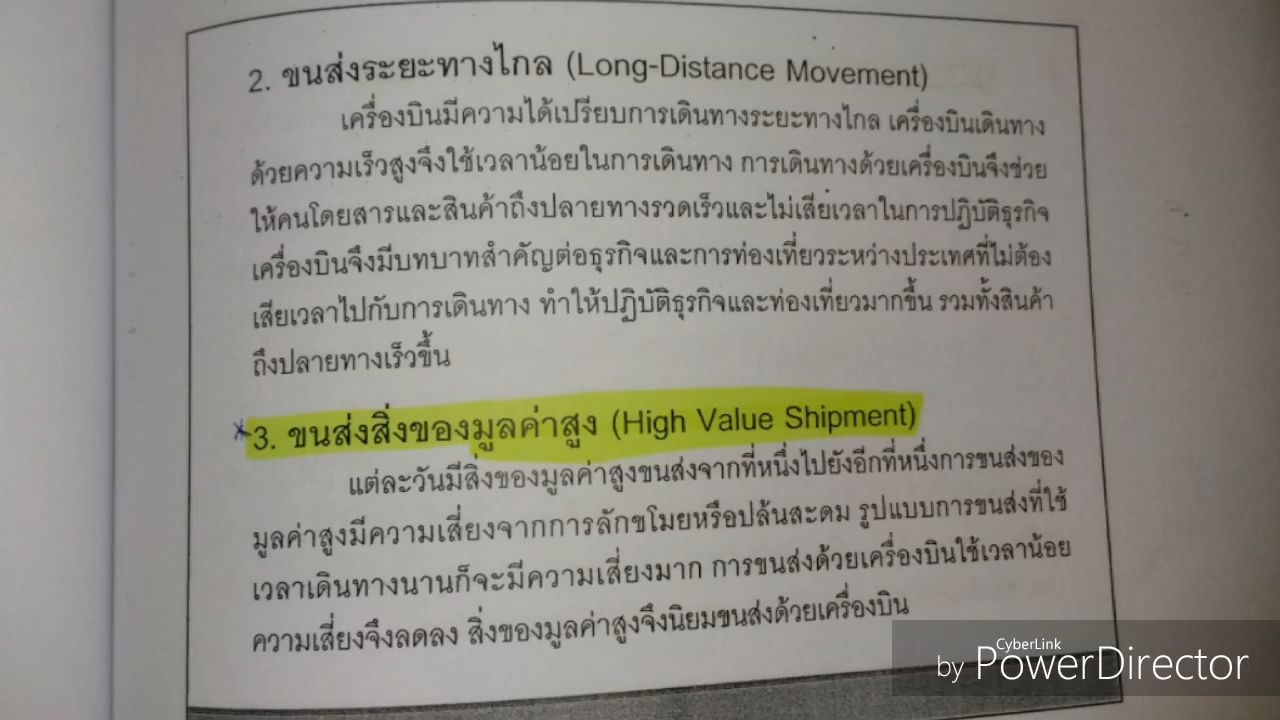 2. ขนส่งระยะทางไกล (Long-Distance Movement)
เครื่องบินมีความได้เปรียบการเดินทางระยะทางไกล เครื่องบินเดินทาง
ด้วยความเร็วสูงจึงใช้เวลาน้อยในการเดินทาง การเดินทางด้วยเครื่องบินจึงช่วย
ให้คนโดยสารและสินค้าถึงปลายทางรวดเร็วและไม่เสียเวลาในการปฏิบัติธุรกิจ
เครื่องบินจึงมีบทบาทสำคัญต่อธุรกิจและการท่องเที่ยวระหว่างประเทศที่ไม่ต้อง
เสียเวลาไปกับการเดินทาง ทำให้ปฏิบัติธุรกิจและท่องเที่ยวมากขึ้น รวมทั้งสินค้า
ถึงปลายทางเร็วขึ้น
*3. ขนส่งสิ่งของมูลค่าสูง (High Value Shipment)
แต่ละวันมีสิ่งของมูลค่าสูงขนส่งจากที่หนึ่งไปยังอีกที่หนึ่งการขนส่งของ
มูลค่าสูงมีความเสี่ยงจากการลักขโมยหรือปล้นสะดม รูปแบบการขนส่งที่ใช้
เวลาเดินทางนานก็จะมีความเสี่ยงมาก การขนส่งด้วยเครื่องบินใช้เวลาน้อย
ความเสี่ยงจึงลดลง สิ่งของมูลค่าสูงจึงนิยมขนส่งด้วยเครื่องบิน
CyberLink
by PowerDirector